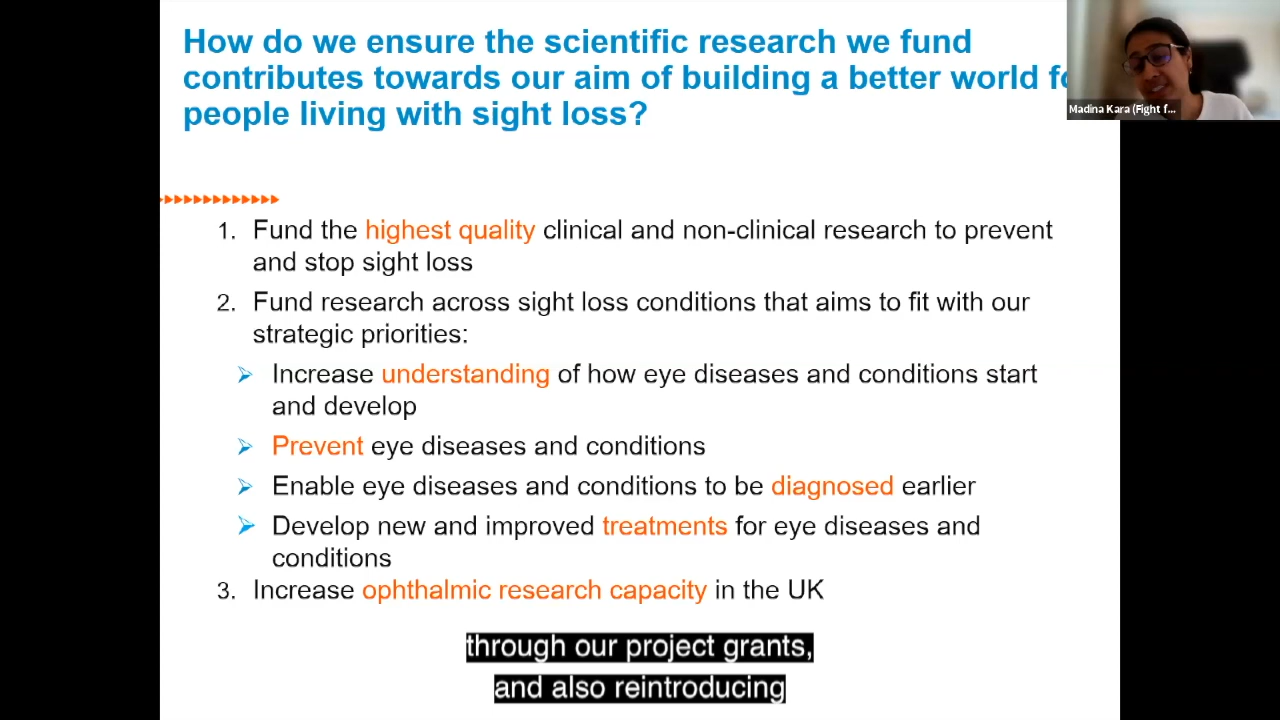 How do we ensure the scientific research we fund
contributes towards our aim of building a better world fo
people living with sight loss?
Madina Kara (Fight f...
1. Fund the highest quality clinical and non-clinical research to prevent
and stop sight loss
2. Fund research across sight loss conditions that aims to fit with our
strategic priorities:
Increase understanding of how eye diseases and conditions start
and develop
Prevent eye diseases and conditions
Enable eye diseases and conditions to be diagnosed earlier
Develop new and improved treatments for eye diseases and
conditions
3. Increase ophthalmic research capacity in the UK
through our project grants,
and also reintroducing